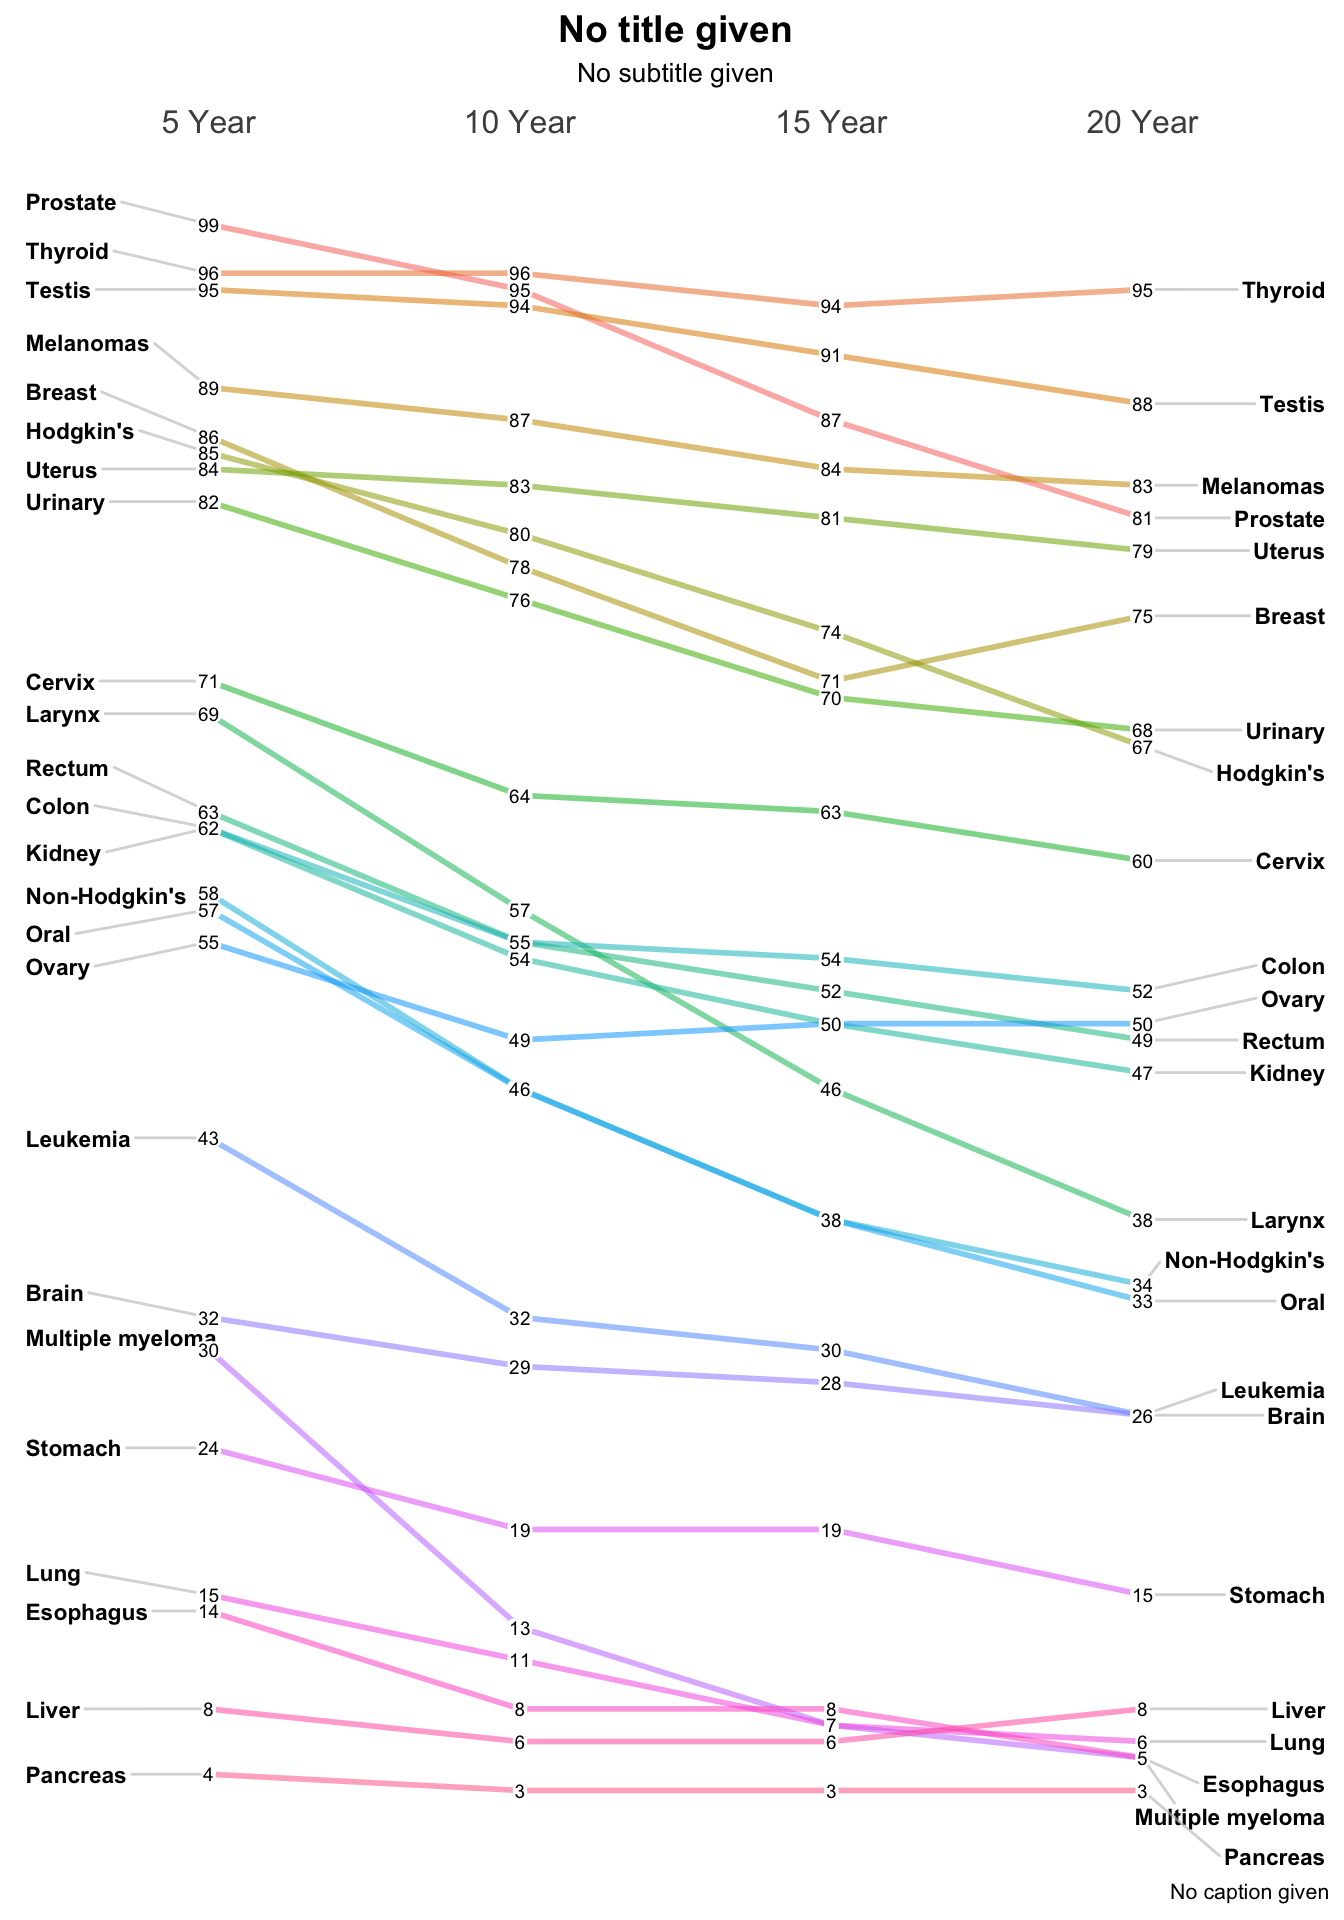 No title given
No subtitle given
5 Year 10 Year 15 Year 20 Year
Prostate
99
Thyroid
96 96 94 95 Thyroid
95
Testis 95 94 91 88 Testis
Melanomas
89 87 84 83 Melanomas
87 81 Prostate
Breast
86 78 71 75 Breast
Hodgkin's
85 80 74 67 Hodgkin's
Uterus 84 83 81 79 Uterus
Urinary 82 76 70 68 Urinary
Cervix 71 64 63 60 Cervix
Larynx 69 57 46 38 Larynx
Rectum
63 55 52 49 Rectum
Colon
62 54 50 47 Kidney
Kidney
54 52 Colon
Non-Hodgkin's 58 46 38 34 Non-Hodgkin's
Oral 57 33 Oral
Ovary 55 49 50 Ovary
Leukemia 43 32 30 26 Leukemia
Brain 32 29 28 Brain
Multiple myeloma
30 13 7 5 Multiple myeloma
Stomach 24 19 19 15 Stomach
Lung
15 11 6 Lung
Esophagus 14 8 8 Esophagus
Liver 8 6 6 8 Liver
Pancreas 4 3 3 3 Pancreas
No caption given